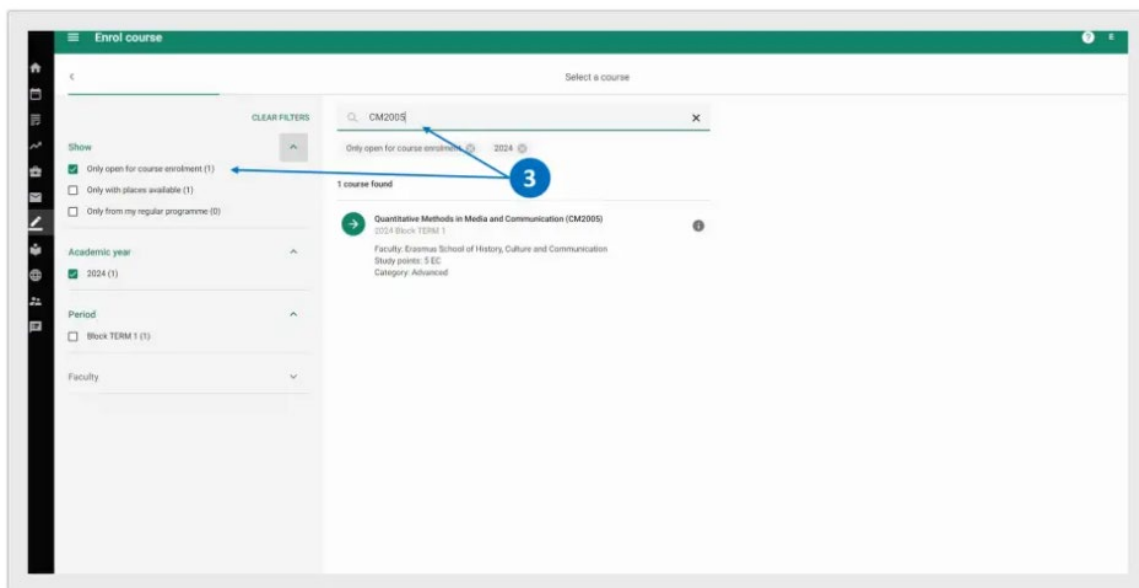 Enrol course
?
E
Select a course
CLEAR FILTERS
CM2005
Show
Only open for course enrolment
2024
Only open for course enrolment (1)
3
Only with places available (1)
1 course found
Only from my regular programme (0)
Quantitative Methods in Media and Communication (CM2005)
2024 Block TERM 1
Faculty: Erasmus School of History, Culture and Communication
Study points: 5 EC
Category: Advanced
Academic year
2024 (1)
Period
Block TERM 1 (1)
Faculty